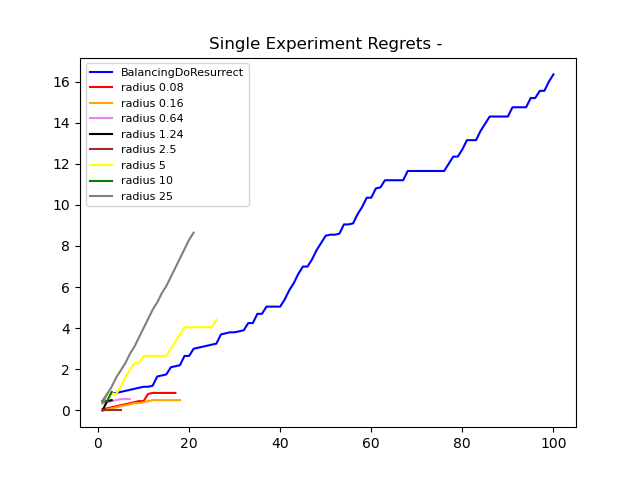 Single Experiment Regrets -
BalancingDoResurrect
radius 0.08
radius 0.16
radius 0.64
radius 1.24
radius 2.5
radius 5
radius 10
radius 25
16
14
12
10
8
6
4
2
0
0 20 40 60 80 100